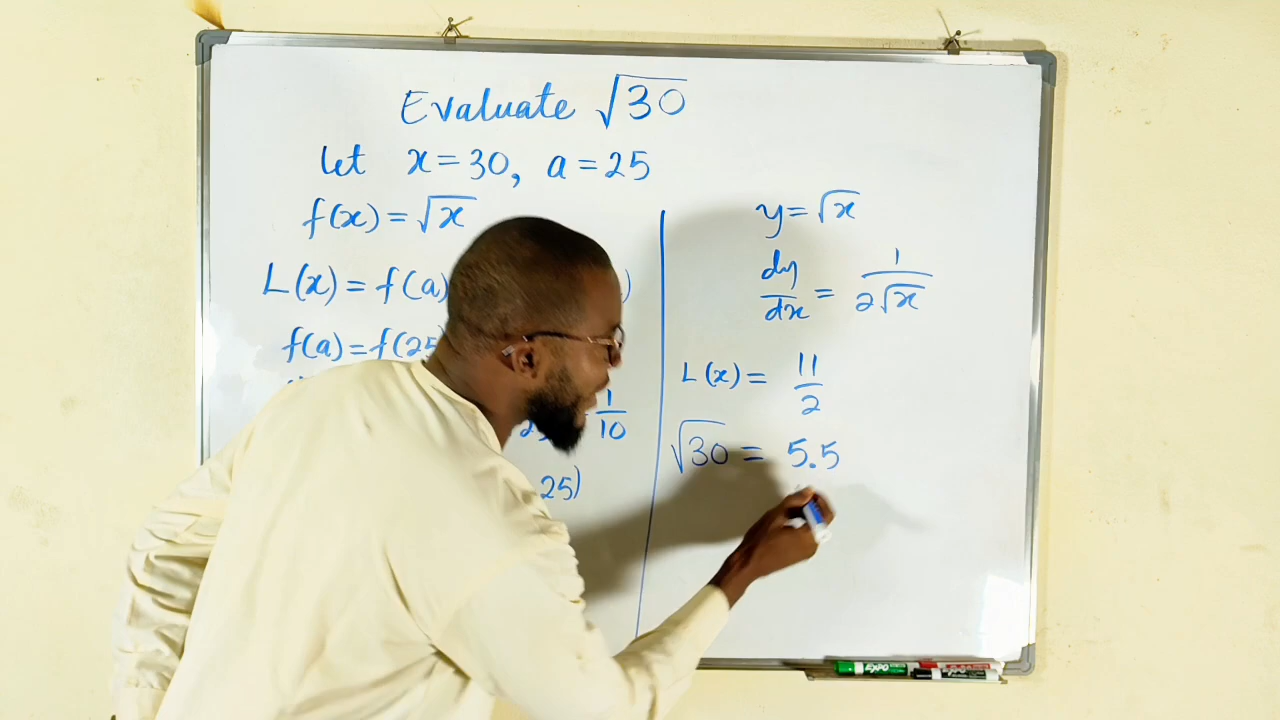 Evaluate √30
let x=30, a=25
f(x) = √x
L(x) = f(a) )
f(a)=f(25
1/10
25)
y=√x
dy/dx = 1/2√x
L(x) = 11/2
√30 = 5.5
EXPO